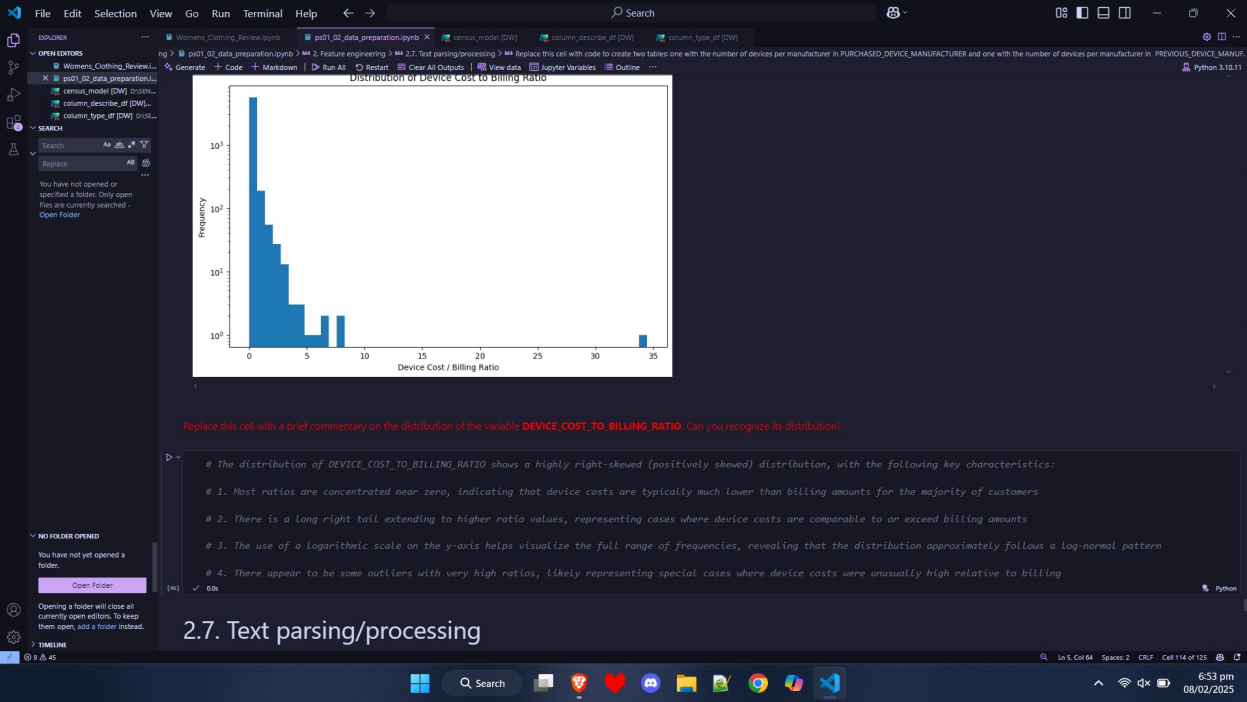 File Edit Selection View Go Run Terminal Help
Search
EXPLORER
Womens_Clothing_Review.ipynb
ps01_02_data_preparation.ipynb
census_model [DW]
column_describe_df [DW]
column_type_df [DW]
OPEN EDITORS
ng > ps01_02_data_preparation.ipynb > M+ 2. Feature engineering > M+ 2.7. Text parsing/processing > M+ Replace this cell with code to create two tables: one with the number of devices per manufacturer in PURCHASED_DEVICE_MANUFACTURER and one with the number of devices per manufacturer in PREVIOUS_DEVICE_MANUF
Womens_Clothing_Review.i...
Generate + Code + Markdown Run All Restart Clear All Outputs View data Jupyter Variables Outline ...
Python 3.10.11
ps01_02_data_preparation.i...
census_model [DW] D:\SEN...
column_describe_df [DW]...
column_type_df [DW] D:\SE...
SEARCH
Search
Replace
You have not opened or
specified a folder. Only open
files are currently searched -
Open Folder
Distribution of Device Cost to Billing Ratio
Frequency
10³
10²
10¹
10⁰
0 5 10 15 20 25 30 35
Device Cost / Billing Ratio
Replace this cell with a brief commentary on the distribution of the variable DEVICE_COST_TO_BILLING_RATIO. Can you recognize its distribution?
# The distribution of DEVICE_COST_TO_BILLING_RATIO shows a highly right-skewed (positively skewed) distribution, with the following key characteristics:
# 1. Most ratios are concentrated near zero, indicating that device costs are typically much lower than billing amounts for the majority of customers
# 2. There is a long right tail extending to higher ratio values, representing cases where device costs are comparable to or exceed billing amounts
# 3. The use of a logarithmic scale on the y-axis helps visualize the full range of frequencies, revealing that the distribution approximately follows a log-normal pattern
# 4. There appear to be some outliers with very high ratios, likely representing special cases where device costs were unusually high relative to billing
[46] 0.0s
Python
NO FOLDER OPENED
You have not yet opened a
folder.
Open Folder
Opening a folder will close all
currently open editors. To keep
them open, add a folder instead.
TIMELINE
2.7. Text parsing/processing
9 45
Ln 5, Col 64 Spaces: 2 CRLF Cell 114 of 125
Search
6:53 pm
08/02/2025